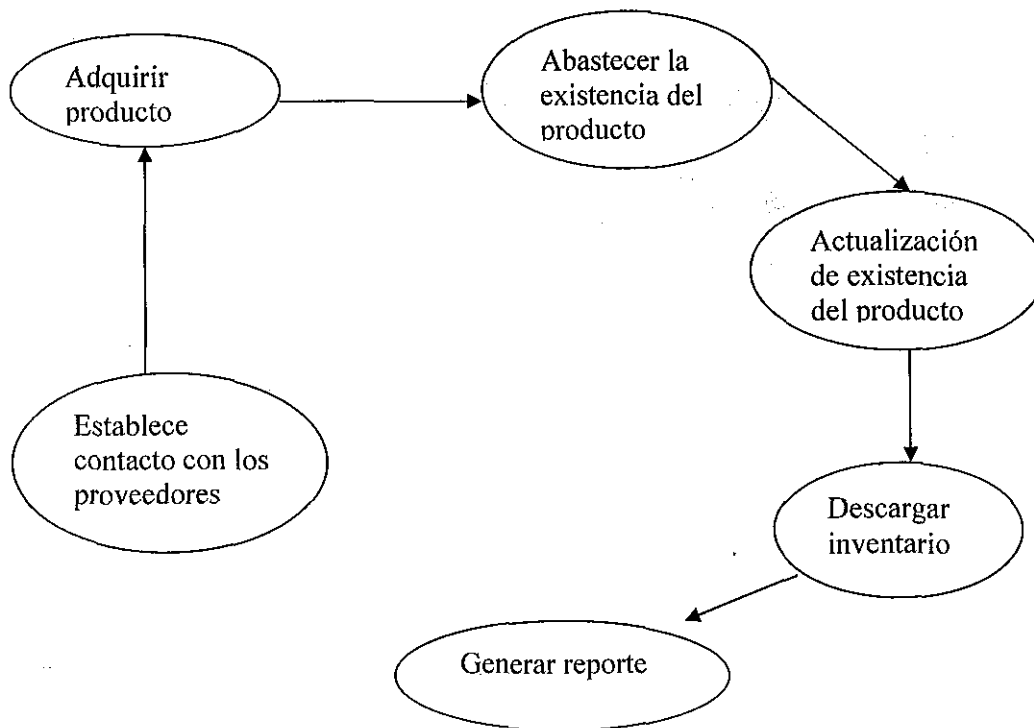 Adquirir
producto
Abastecer la
existencia del
producto
Actualización
de existencia
del producto
Establece
contacto con los
proveedores
Descargar
inventario
Generar reporte